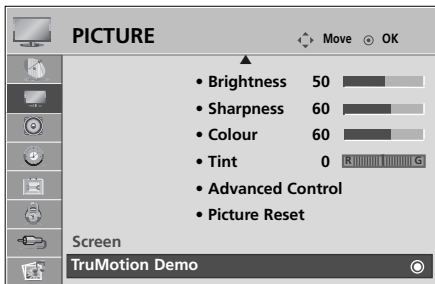 PICTURE Move OK
• Brightness 50
• Sharpness 60
• Colour 60
• Tint 0 R G
• Advanced Control
• Picture Reset
Screen
TruMotion Demo